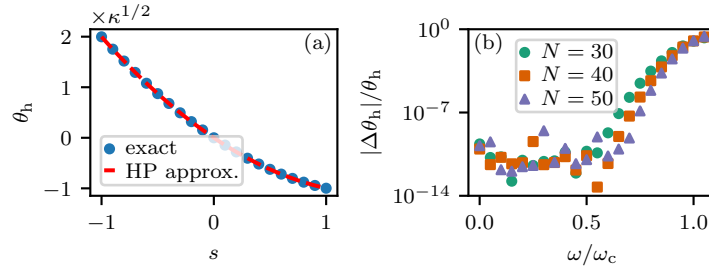 ×κ^{1/2}
(a)
2
1
0
−1
θ_h
exact
HP approx.
−1
0
1
s
(b)
10^0
10^{−7}
10^{−14}
|Δθ_h|/θ_h
N = 30
N = 40
N = 50
0.0
0.5
1.0
ω/ω_c